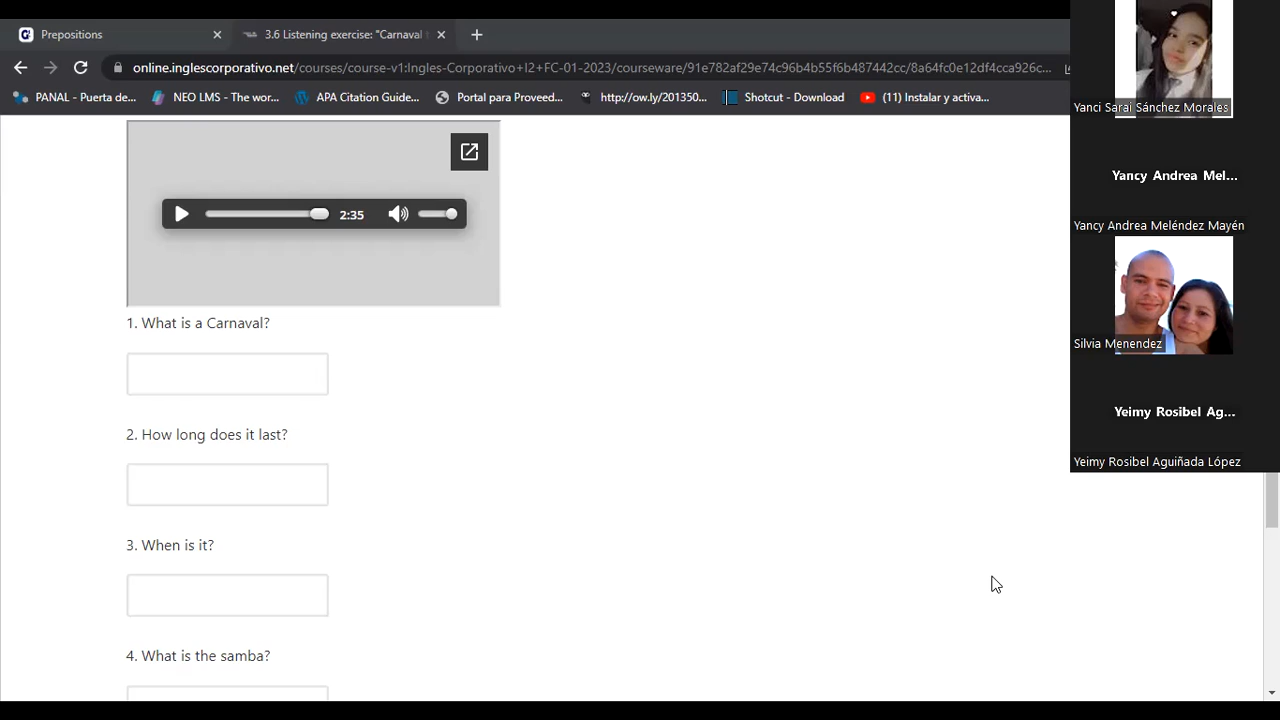 Prepositions
3.6 Listening exercise: "Carnaval
online.inglescorporativo.net/courses/course-v1:Ingles-Corporativo+I2+FC-01-2023/courseware/91e782af29e74c96b4b55f6b487442cc/8a64fc0e12df4cca926c...
PANAL - Puerta de...
NEO LMS - The wor...
APA Citation Guide...
Portal para Proveed...
http://ow.ly/201350...
Shotcut - Download
(11) Instalar y activa...
2:35
1. What is a Carnaval?
2. How long does it last?
3. When is it?
4. What is the samba?
Yanci Sarai Sánchez Morales
Yancy Andrea Mel...
Yancy Andrea Meléndez Mayén
Silvia Menendez
Yeimy Rosibel Ag...
Yeimy Rosibel Aguiñada López